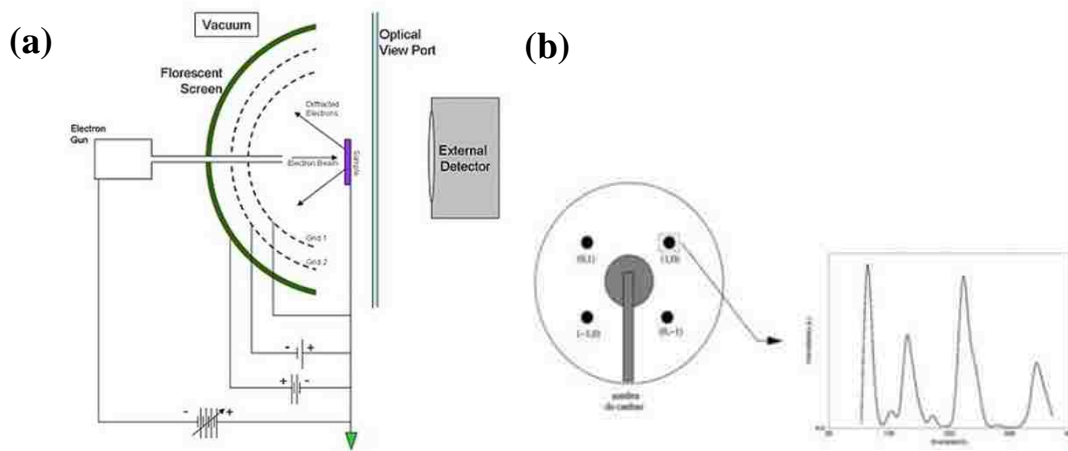 (a)
Vacuum
Optical
View Port
Florescent
Screen
Electron
Gun
Diffracted
Electrons
Electron Beam
Sample
External
Detector
Grid 1
Grid 2
- +
+ -
- +
(b)
(0,1)
(1,0)
(-1,0)
(0,-1)